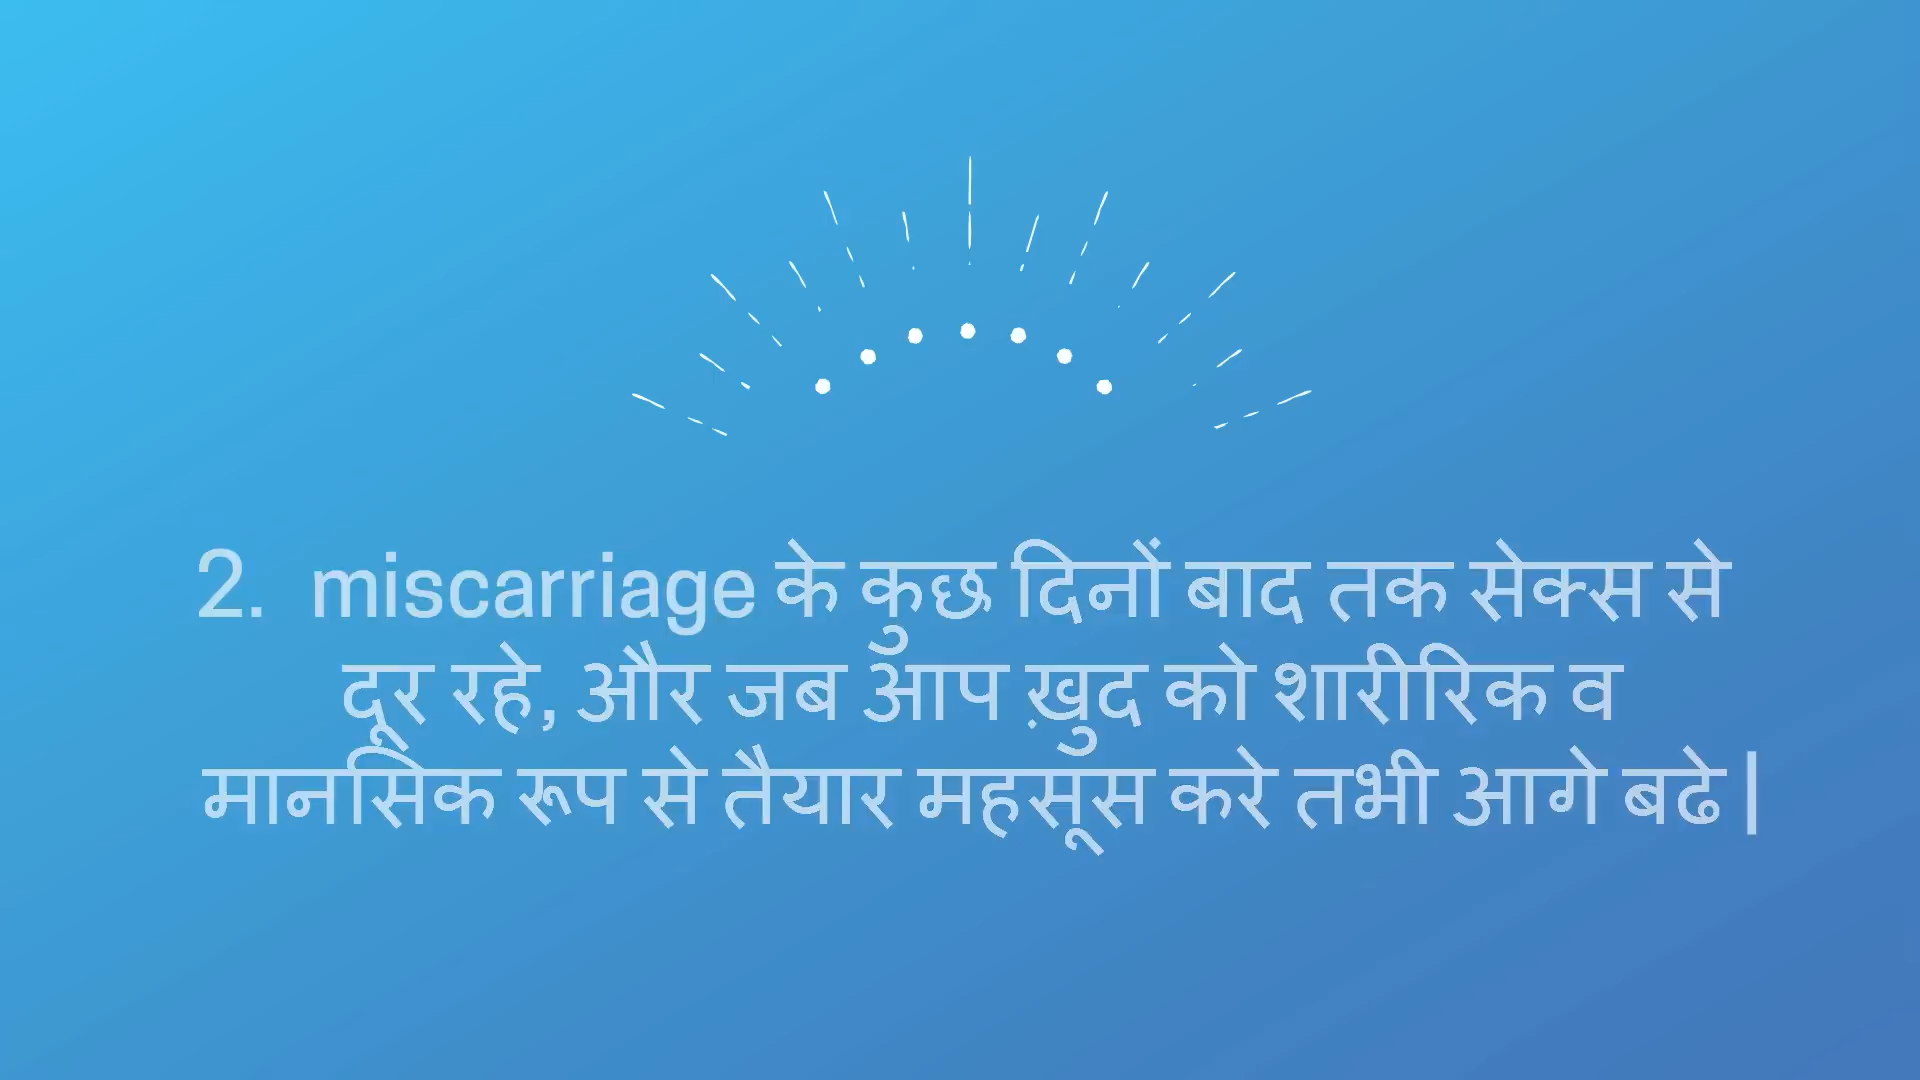 2. miscarriage के कुछ दिनों बाद तक सेक्स से
दूर रहे, और जब आप ख़ुद को शारीरिक व
मानसिक रूप से तैयार महसूस करे तभी आगे बढे |